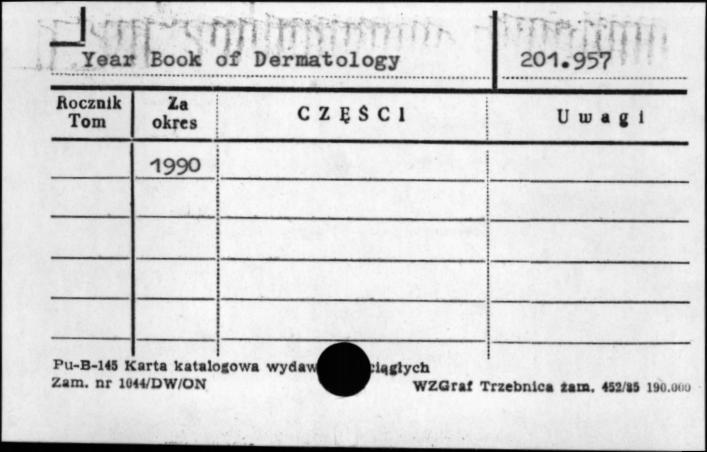 Year Book of Dermatology 201.957
Rocznik Tom Za okres CZĘŚCI Uwagi
1990
Pu-B-145 Karta katalogowa wydaw ciągłych
Zam. nr 1044/DW/ON WZGraf Trzebnica zam. 452/85 190.000